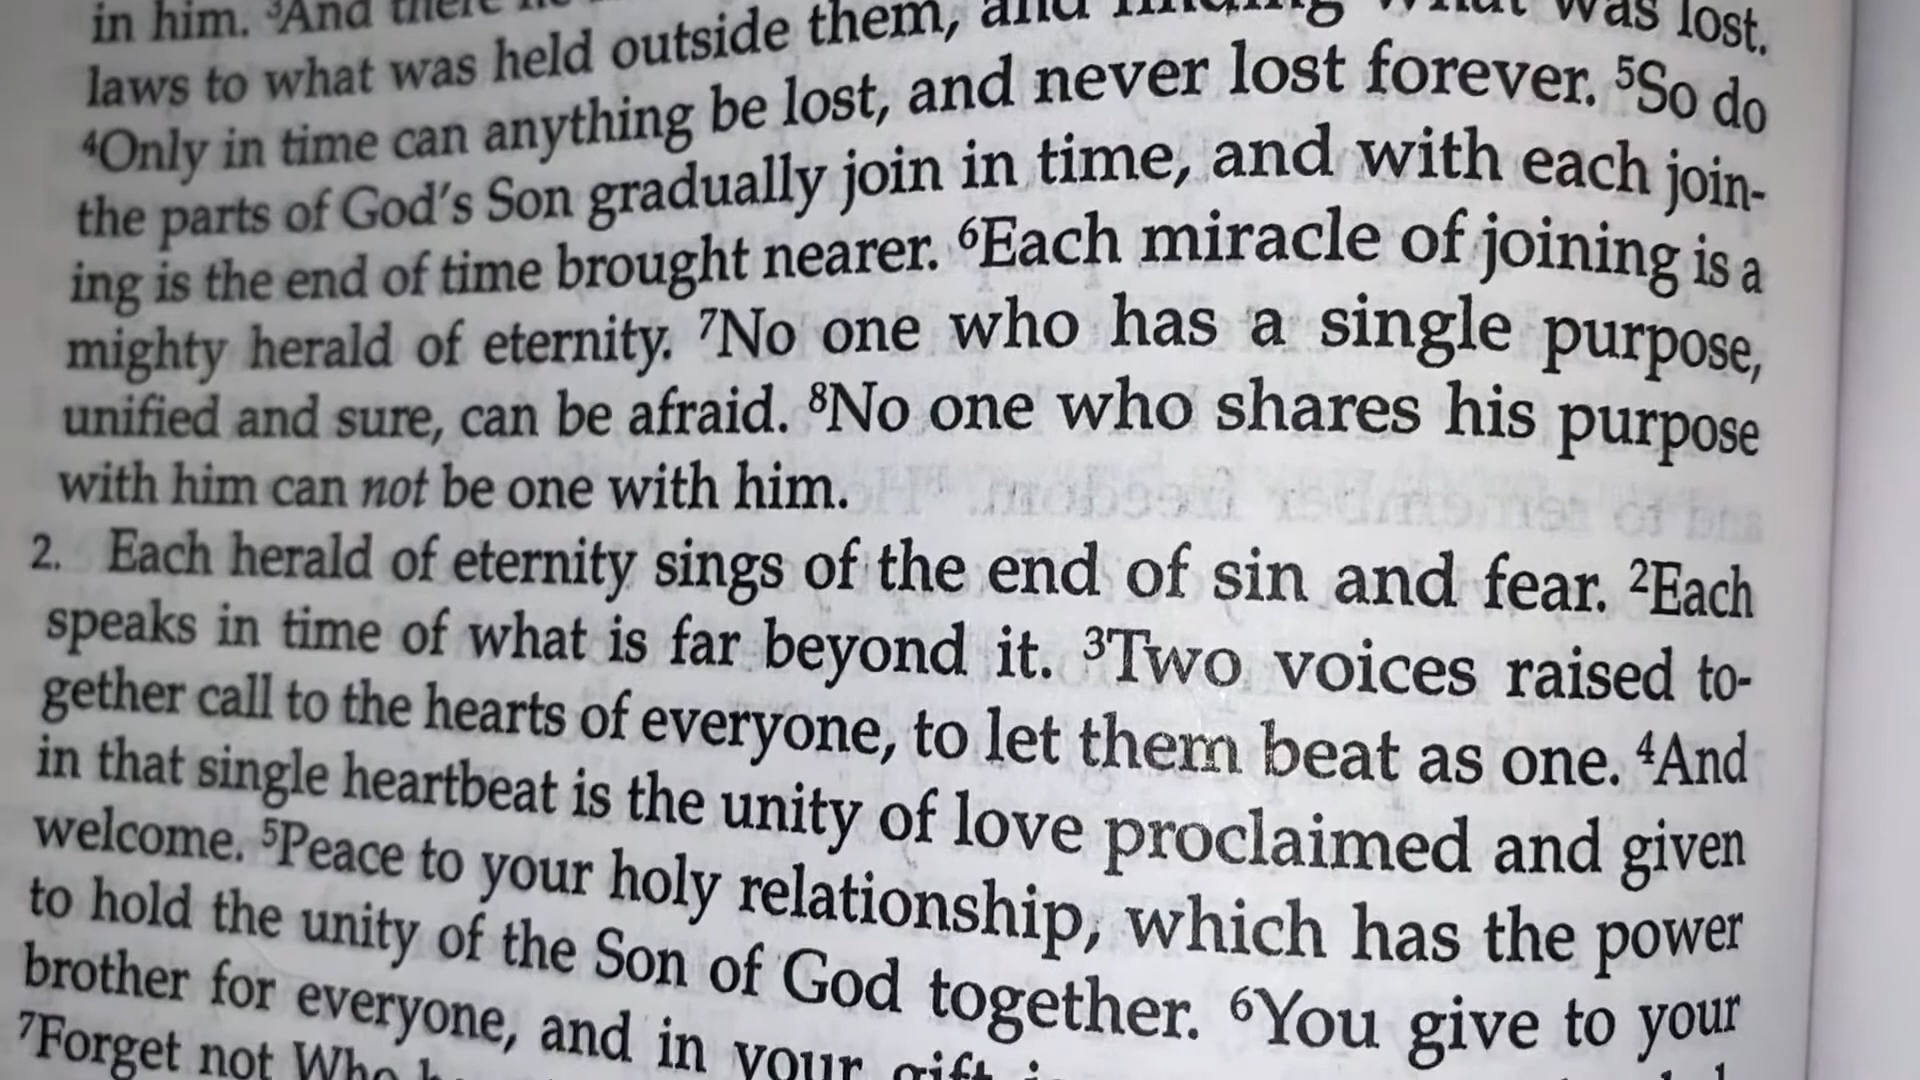 in him. ³And there
laws to what was held outside them, and finding what was lost.
⁴Only in time can anything be lost, and never lost forever. ⁵So do
the parts of God's Son gradually join in time, and with each join-
ing is the end of time brought nearer. ⁶Each miracle of joining is a
mighty herald of eternity. ⁷No one who has a single purpose,
unified and sure, can be afraid. ⁸No one who shares his purpose
with him can not be one with him.
2. Each herald of eternity sings of the end of sin and fear. ²Each
speaks in time of what is far beyond it. ³Two voices raised to-
gether call to the hearts of everyone, to let them beat as one. ⁴And
in that single heartbeat is the unity of love proclaimed and given
welcome. ⁵Peace to your holy relationship, which has the power
to hold the unity of the Son of God together. ⁶You give to your
brother for everyone, and in your gift is
⁷Forget not Who